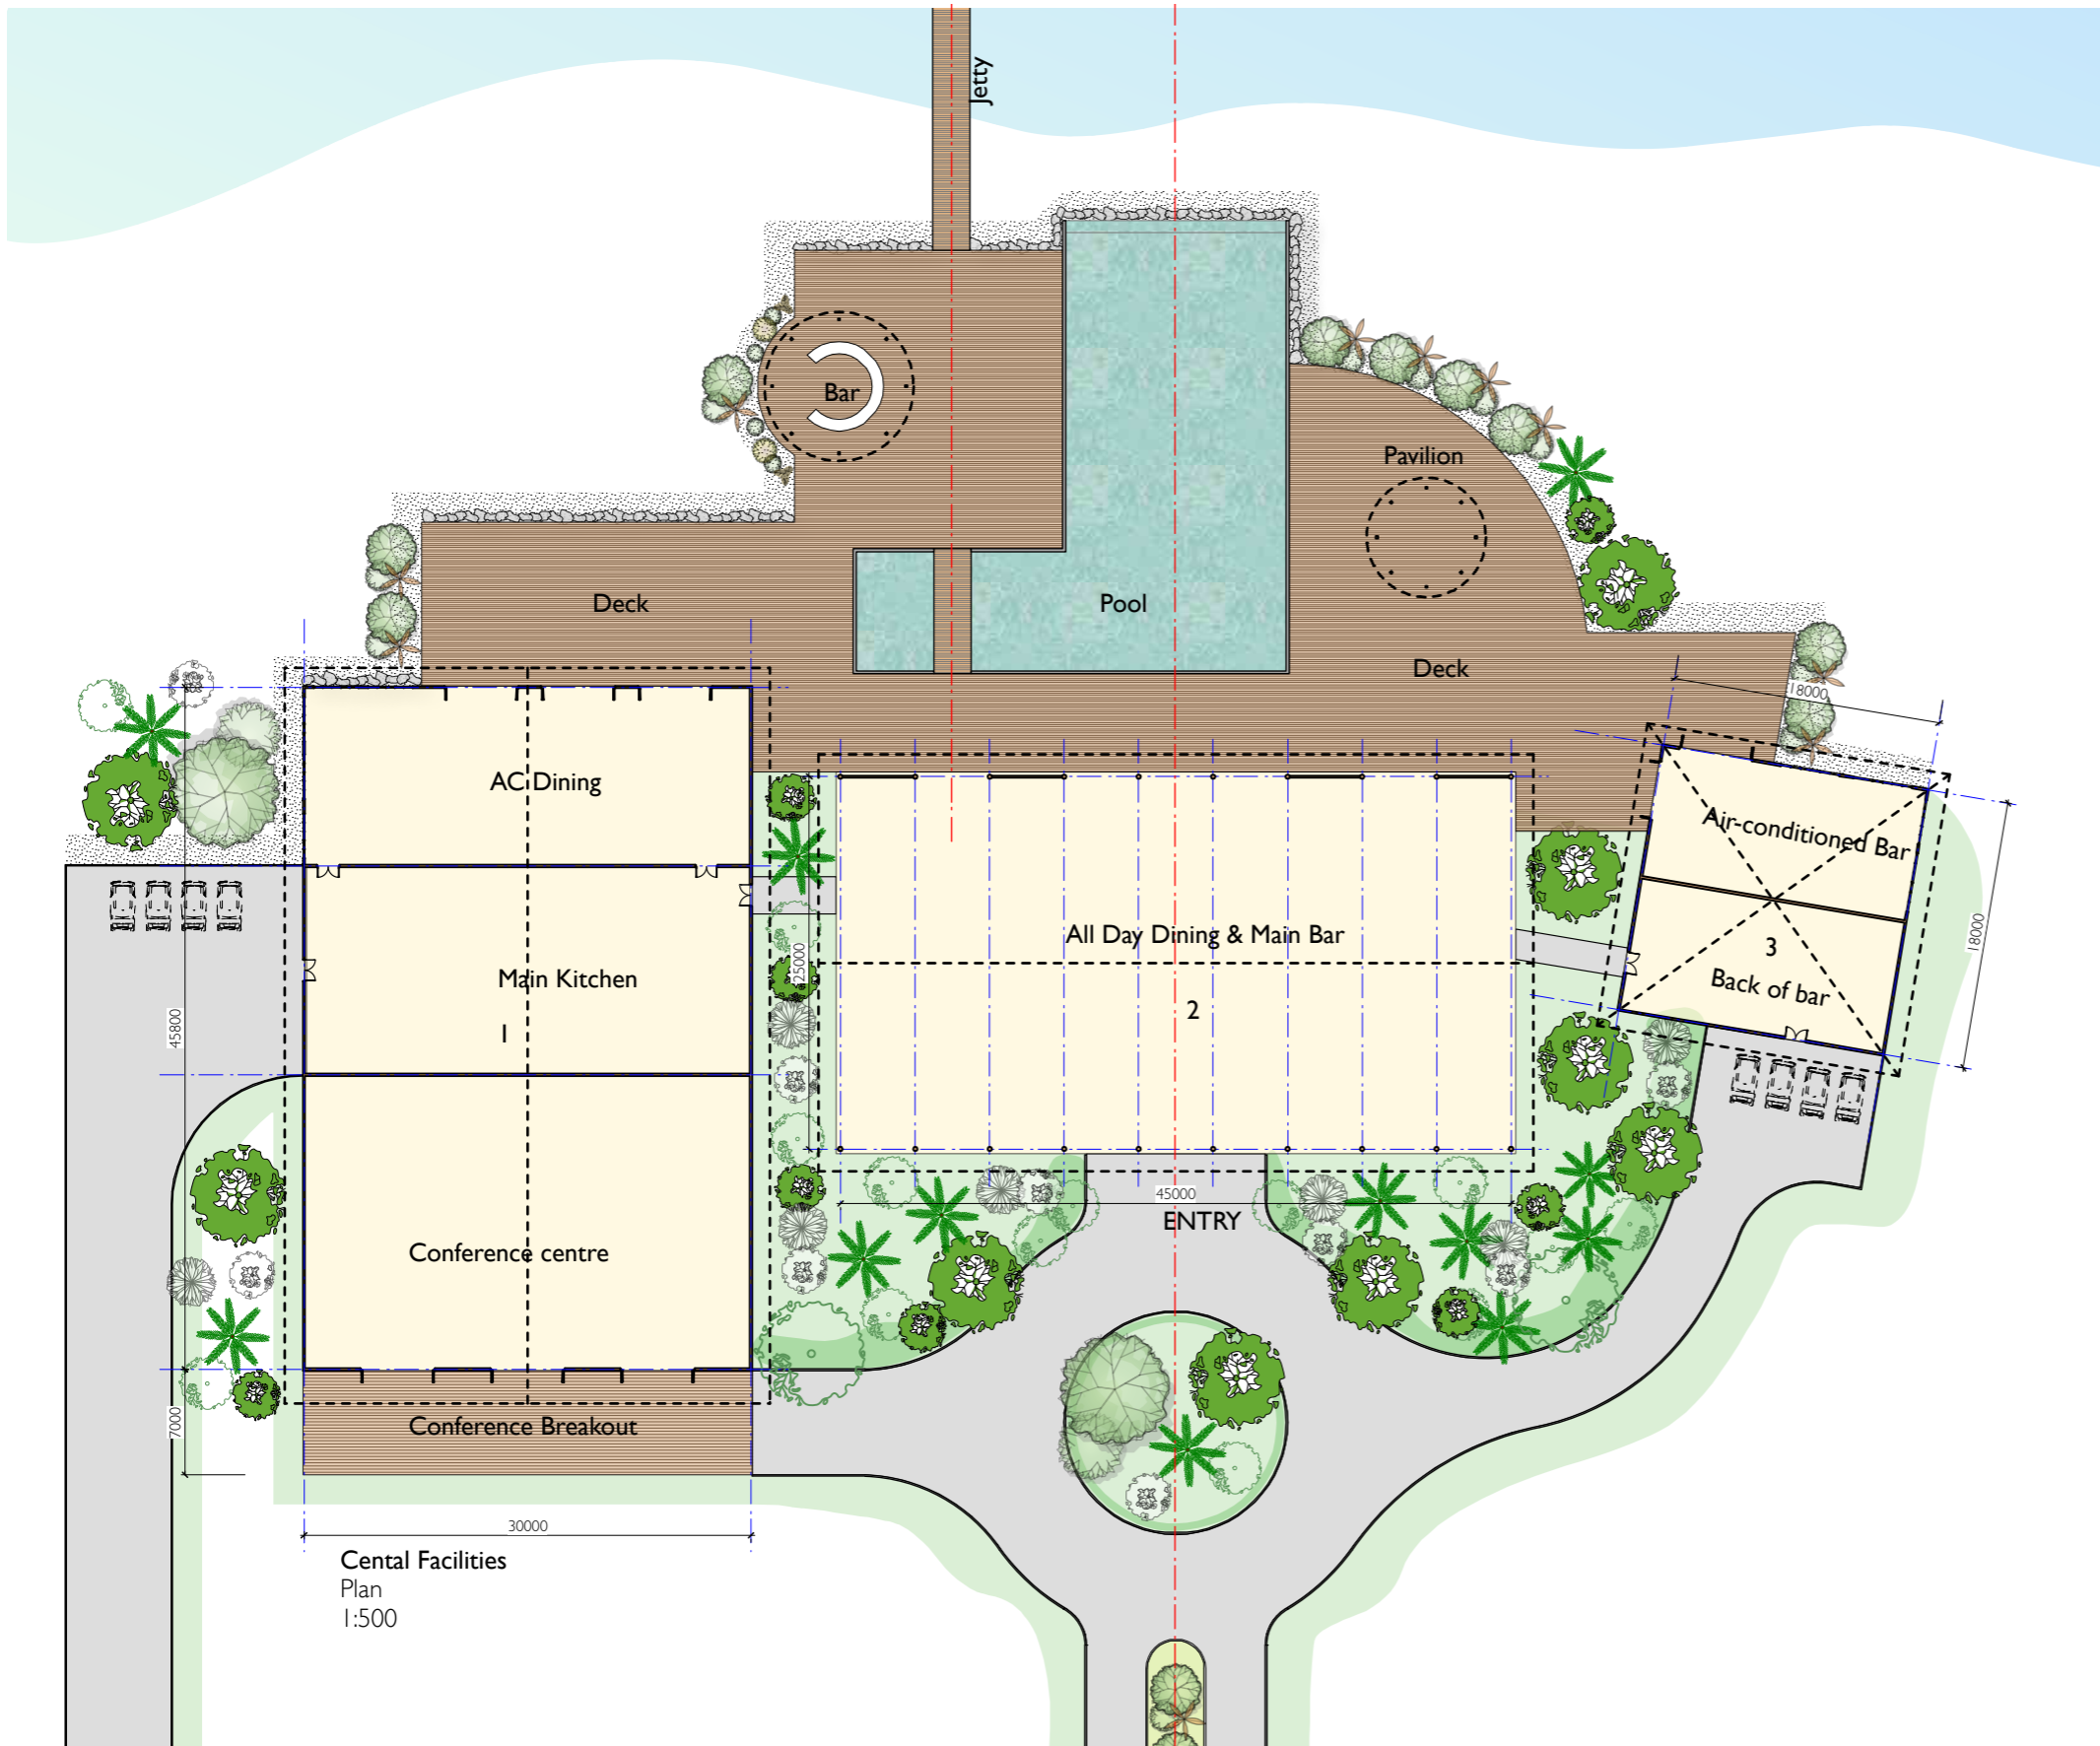 Jetty
Bar
Pavilion
Deck
Pool
Deck
18000
AC Dining
Air-conditioned Bar
All Day Dining & Main Bar
25000
18000
3
Main Kitchen
Back of bar
2
1
45800
45000
ENTRY
Conference centre
7000
Conference Breakout
30000
Cental Facilities
Plan
1:500